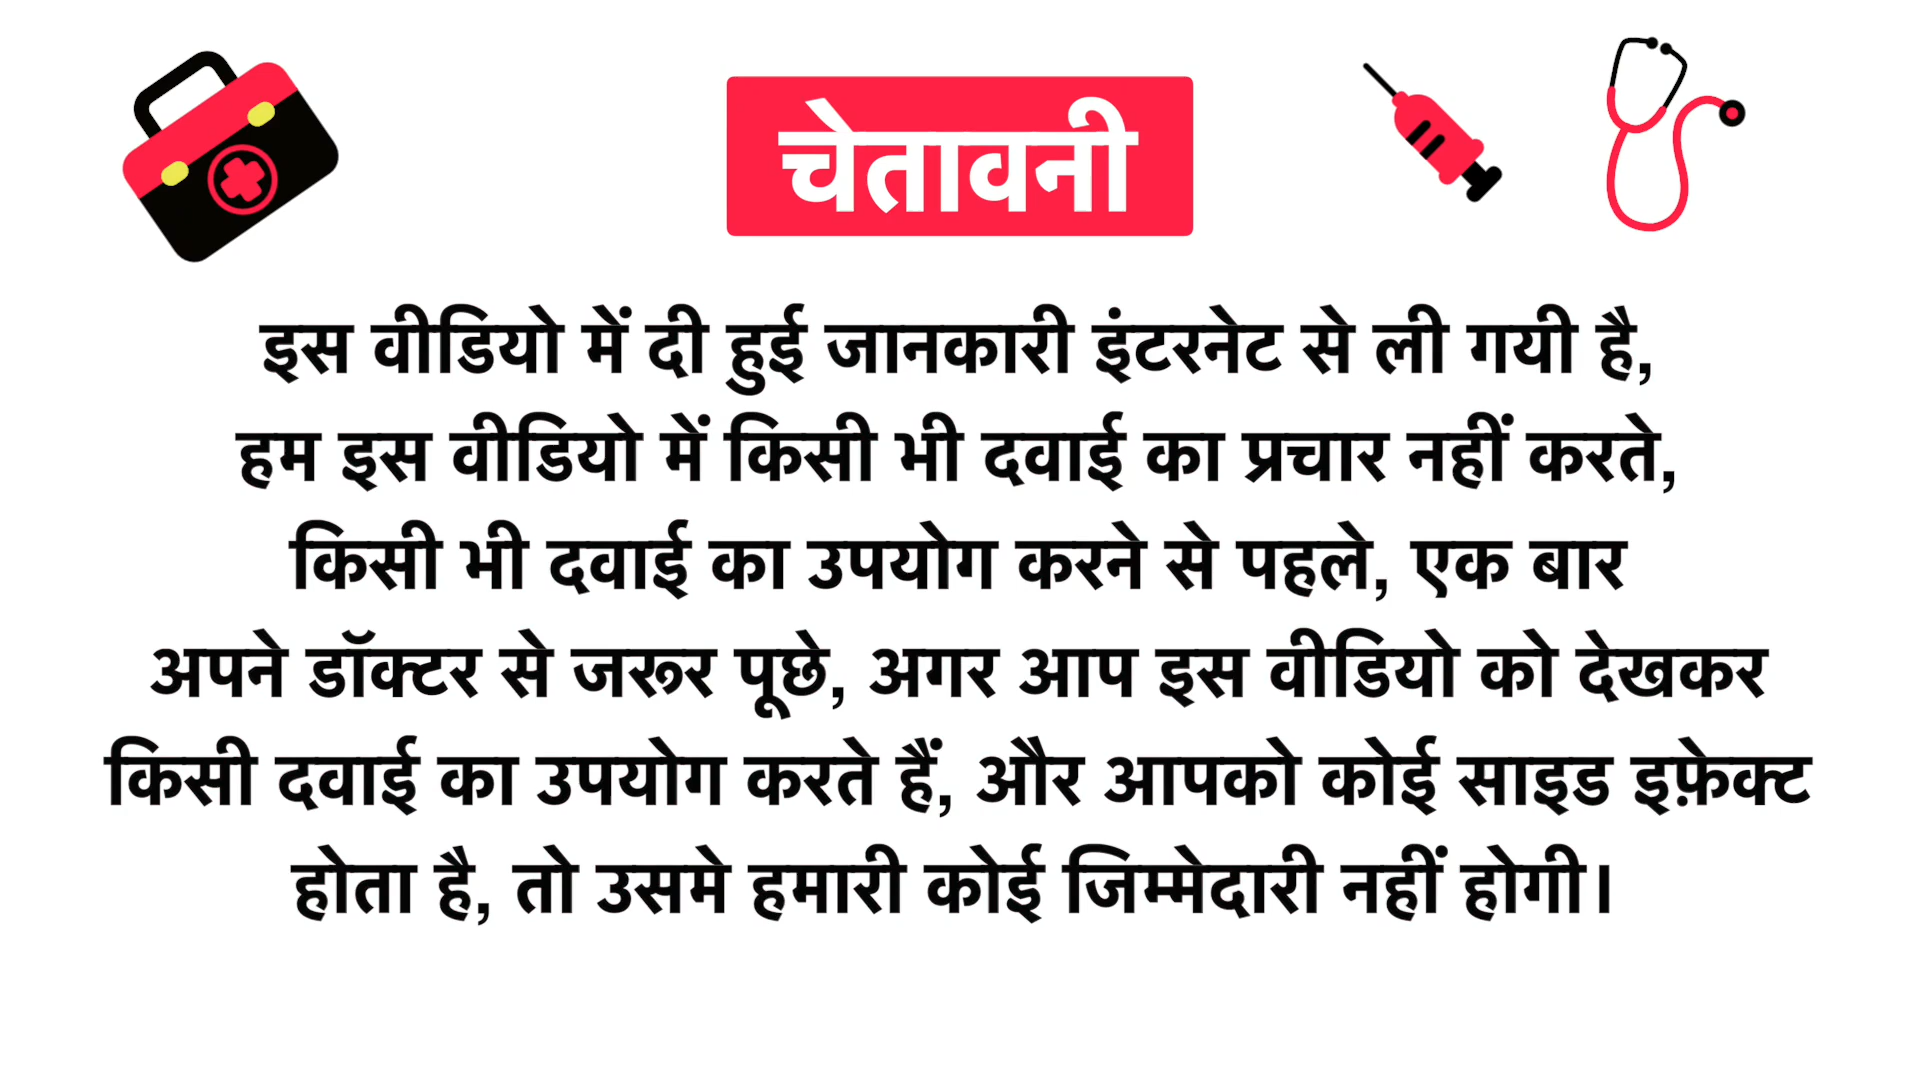 चेतावनी
इस वीडियो में दी हुई जानकारी इंटरनेट से ली गयी है,
हम इस वीडियो में किसी भी दवाई का प्रचार नहीं करते,
किसी भी दवाई का उपयोग करने से पहले, एक बार
अपने डॉक्टर से जरूर पूछे, अगर आप इस वीडियो को देखकर
किसी दवाई का उपयोग करते हैं, और आपको कोई साइड इफ़ेक्ट
होता है, तो उसमे हमारी कोई जिम्मेदारी नहीं होगी।